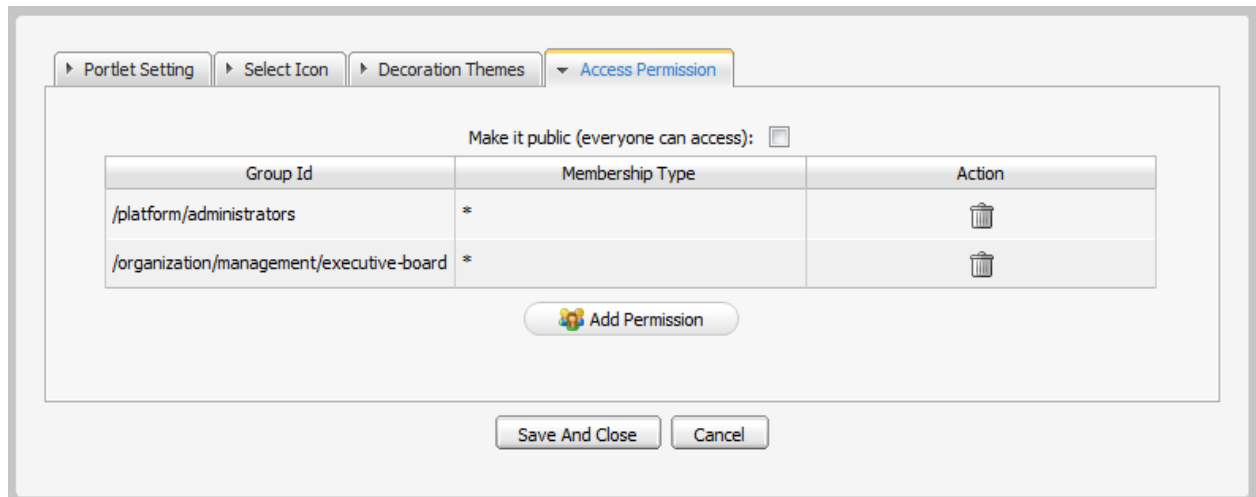 Portlet Setting Select Icon Decoration Themes Access Permission
Make it public (everyone can access):
Group Id Membership Type Action
/platform/administrators *
/organization/management/executive-board *
Add Permission
Save And Close Cancel